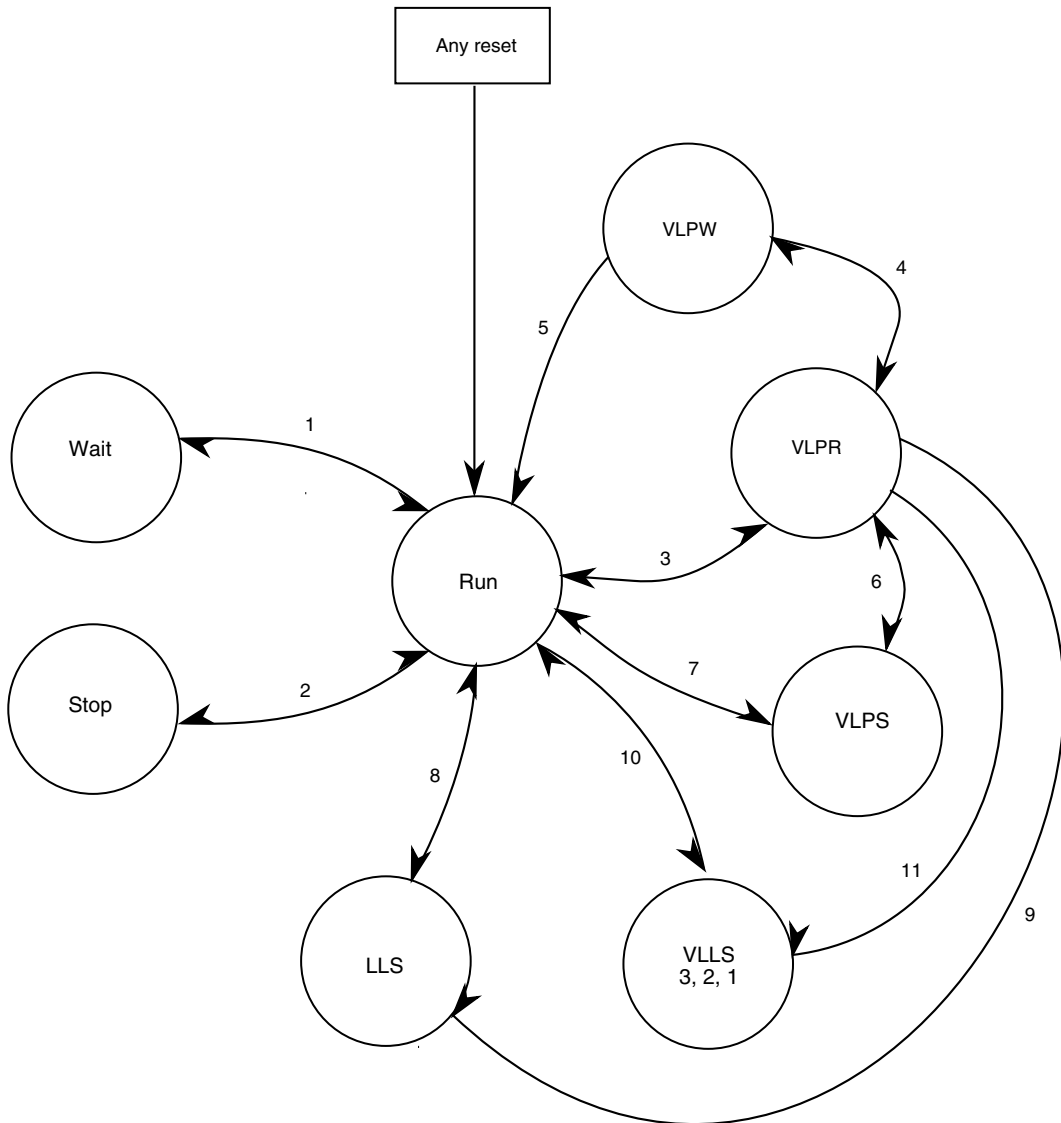 Any reset
VLPW
4
5
Wait
1
VLPR
3
Run
6
7
Stop
2
VLPS
10
8
11
9
LLS
VLLS
3, 2, 1